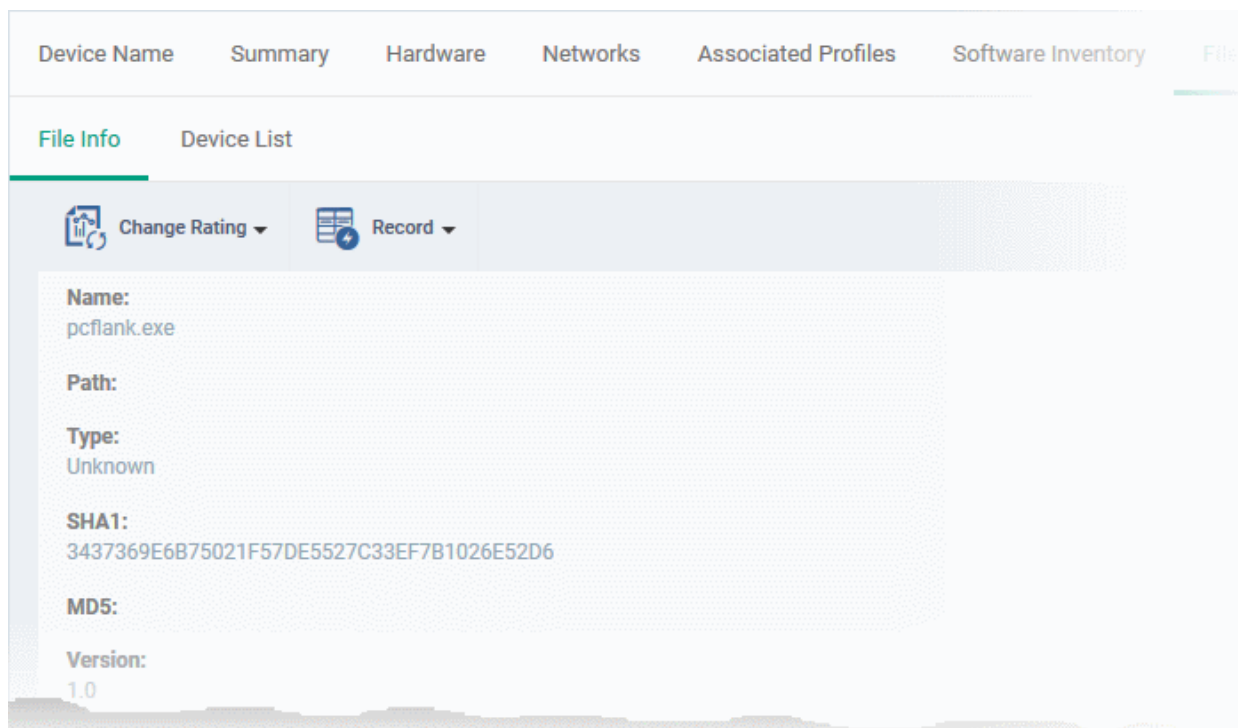 Device Name Summary Hardware Networks Associated Profiles Software Inventory File
File Info Device List
Change Rating Record
Name:
pcflank.exe
Path:
Type:
Unknown
SHA1:
3437369E6B75021F57DE5527C33EF7B1026E52D6
MD5:
Version:
1.0